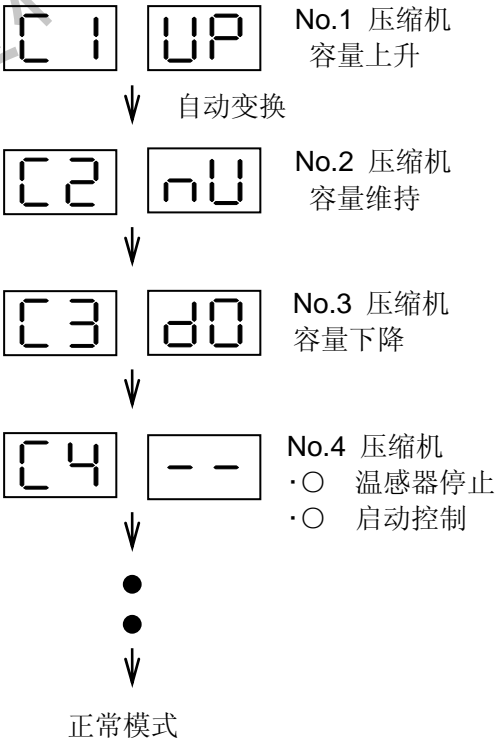 C1 UP No.1 压缩机
容量上升
自动变换
C2 nU No.2 压缩机
容量维持
C3 dO No.3 压缩机
容量下降
C4 -- No.4 压缩机
·○ 温感器停止
·○ 启动控制
正常模式